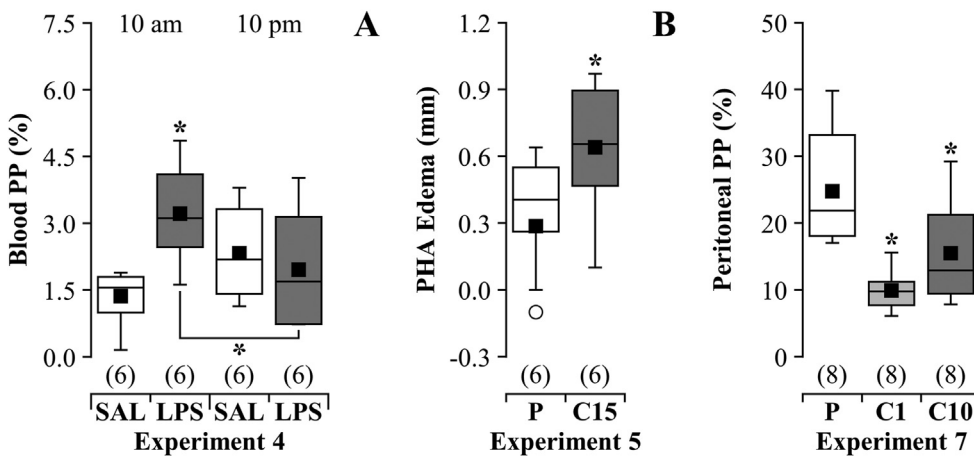 10 am 10 pm
A
B
Blood PP (%)
7.5
6.0
4.5
3.0
1.5
0.0
*
*
(6) (6) (6) (6)
SAL LPS SAL LPS
Experiment 4
PHA Edema (mm)
1.2
0.9
0.6
0.3
0.0
-0.3
*
(6) (6)
P C15
Experiment 5
Peritoneal PP (%)
50
40
30
20
10
0
*
*
(8) (8) (8)
P C1 C10
Experiment 7